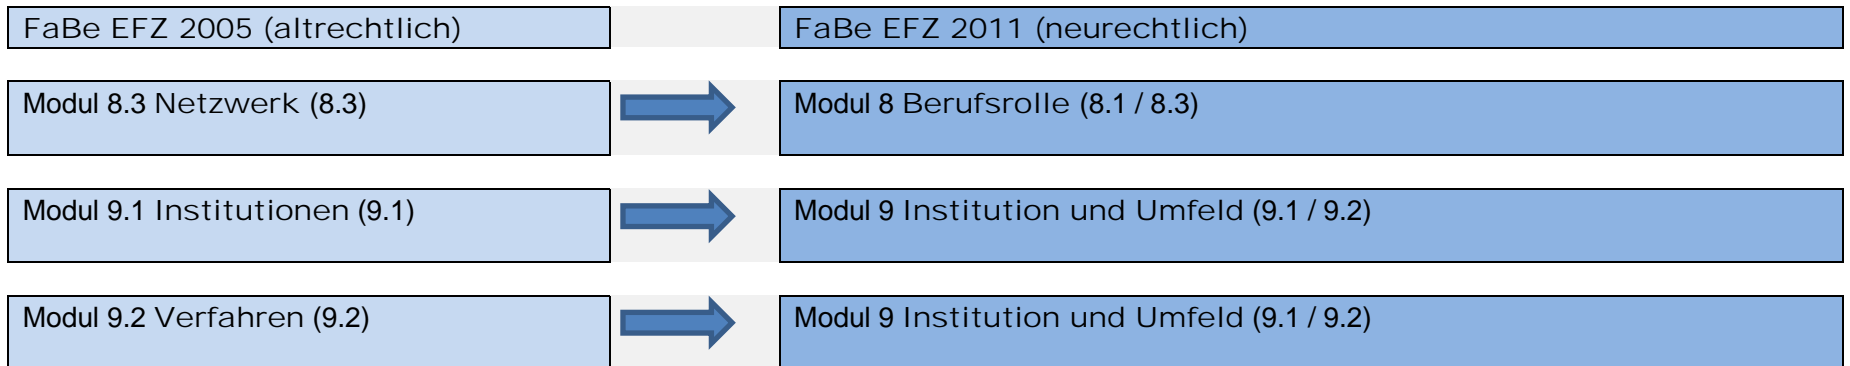 FaBe EFZ 2005 (altrechtlich) FaBe EFZ 2011 (neurechtlich)
Modul 8.3 Netzwerk (8.3) Modul 8 Berufsrolle (8.1 / 8.3)
Modul 9.1 Institutionen (9.1) Modul 9 Institution und Umfeld (9.1 / 9.2)
Modul 9.2 Verfahren (9.2) Modul 9 Institution und Umfeld (9.1 / 9.2)